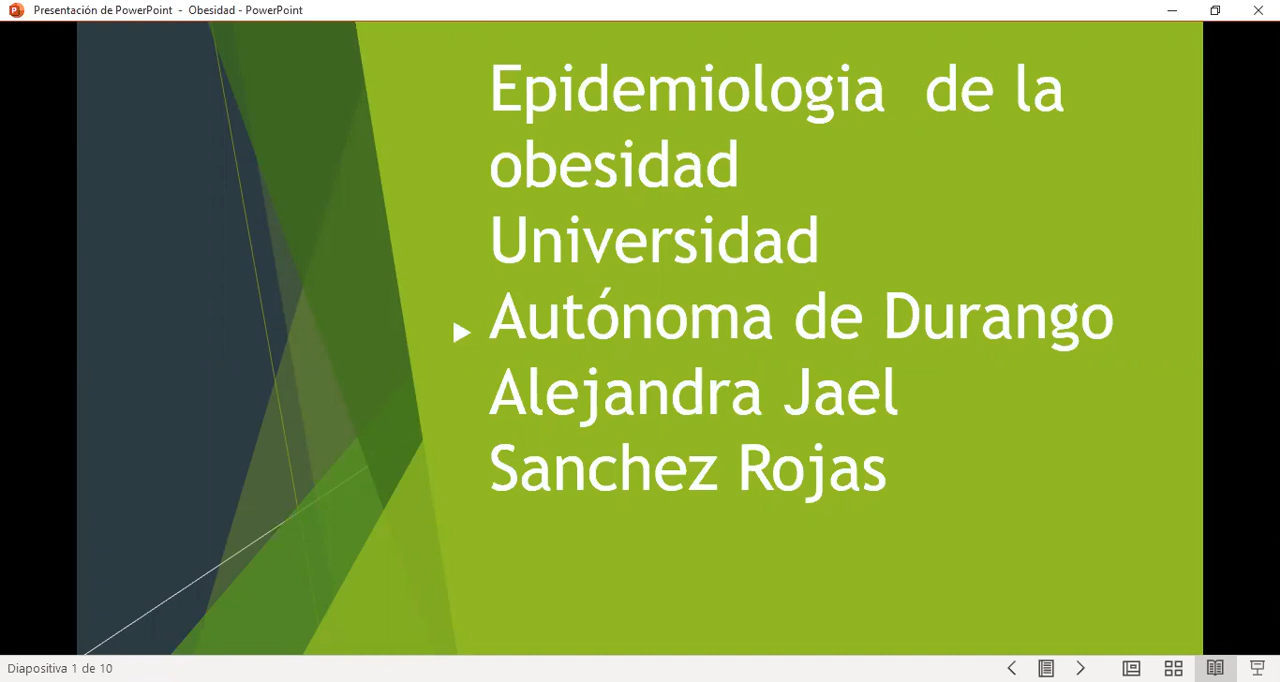 Presentación de PowerPoint - Obesidad - PowerPoint
Epidemiologia de la
obesidad
Universidad
Autónoma de Durango
Alejandra Jael
Sanchez Rojas
Diapositiva 1 de 10